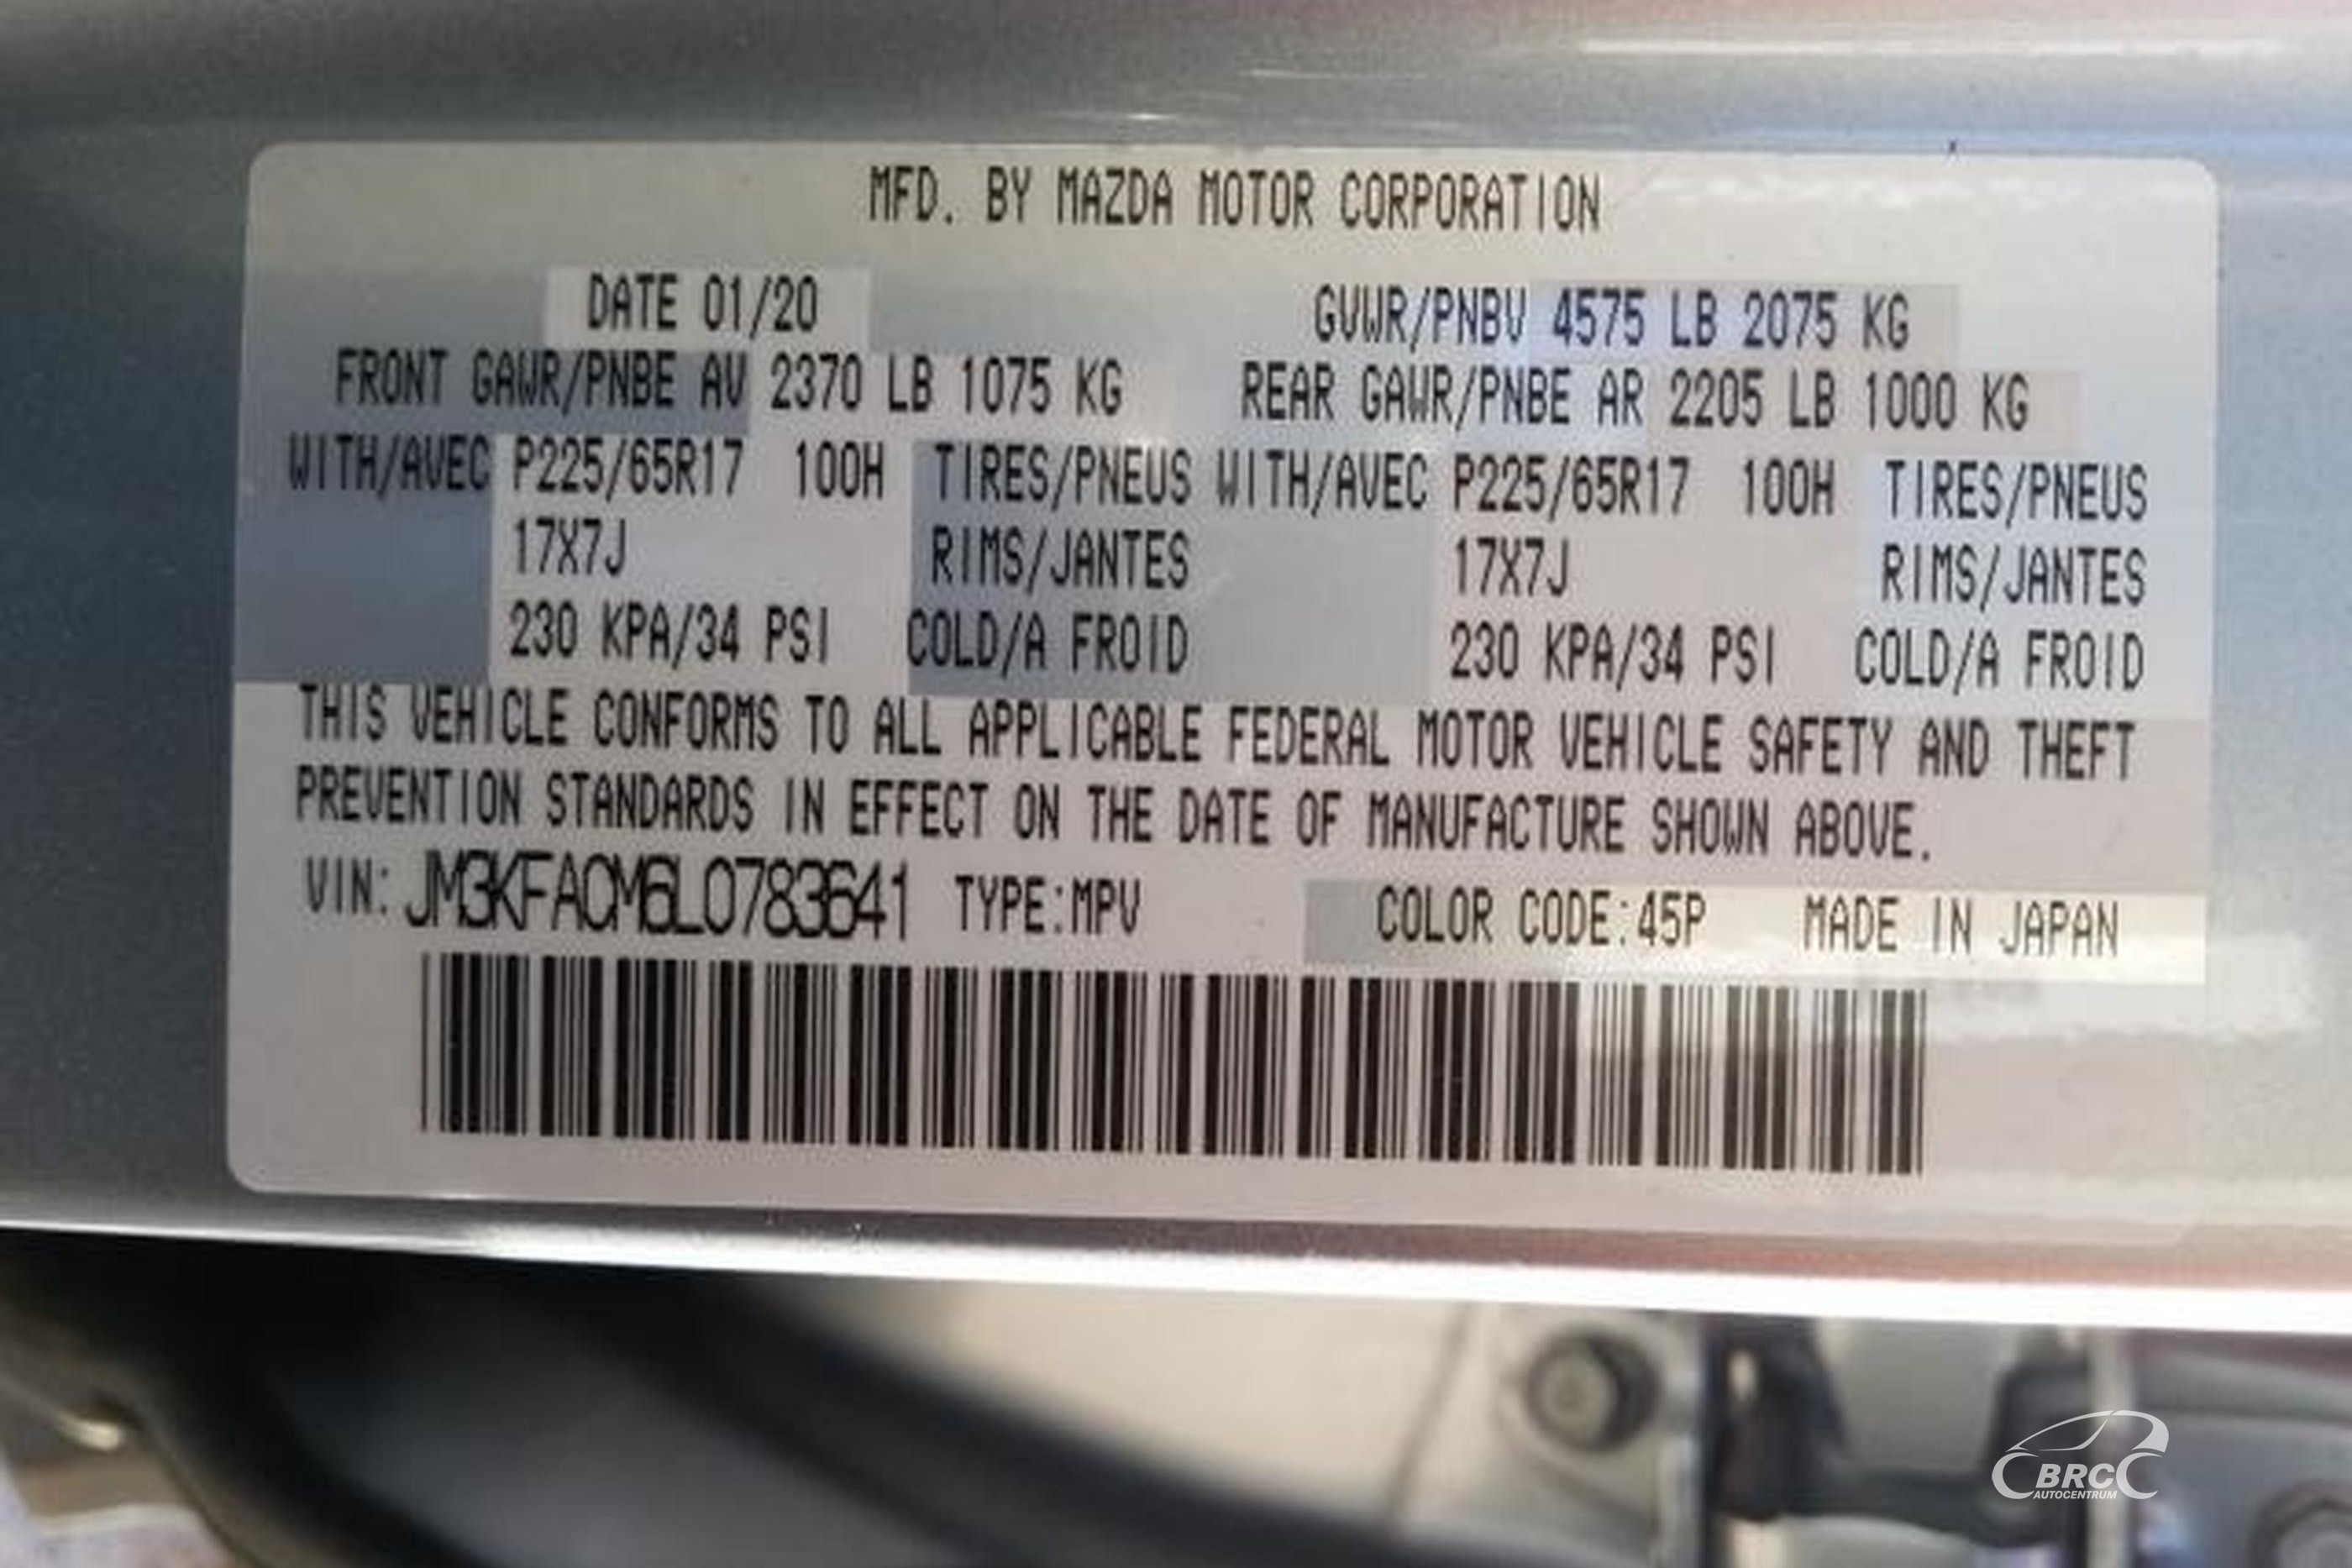 MFD. BY MAZDA MOTOR CORPORATION
DATE 01/20 GVWR/PNBV 4575 LB 2075 KG
FRONT GAWR/PNBE AV 2370 LB 1075 KG REAR GAWR/PNBE AR 2205 LB 1000 KG
WITH/AVEC P225/65R17 100H TIRES/PNEUS WITH/AVEC P225/65R17 100H TIRES/PNEUS
17X7J RIMS/JANTES 17X7J RIMS/JANTES
230 KPA/34 PSI COLD/A FROID 230 KPA/34 PSI COLD/A FROID
THIS VEHICLE CONFORMS TO ALL APPLICABLE FEDERAL MOTOR VEHICLE SAFETY AND THEFT
PREVENTION STANDARDS IN EFFECT ON THE DATE OF MANUFACTURE SHOWN ABOVE.
VIN: JM3KFACM6L0783641 TYPE:MPV COLOR CODE:45P MADE IN JAPAN
BRC
AUTOCENTRUM